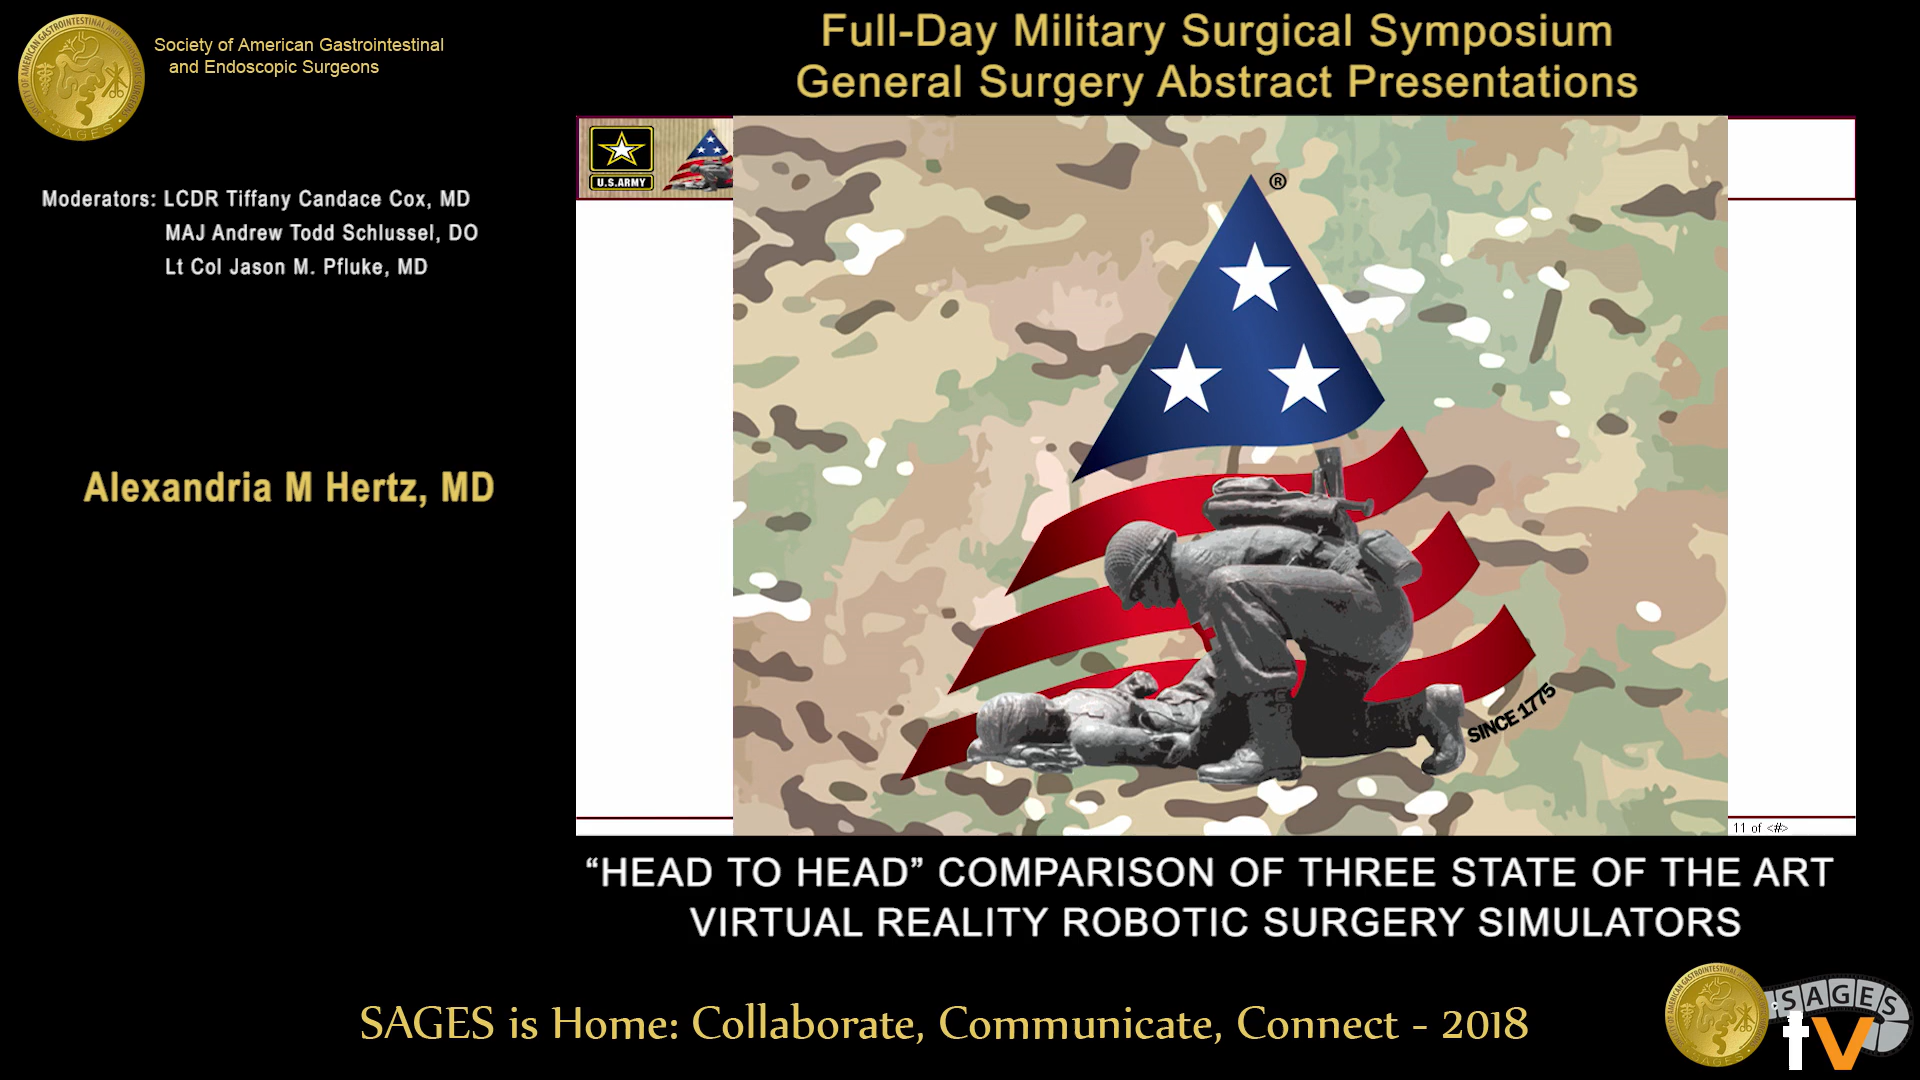 Society of American Gastrointestinal
and Endoscopic Surgeons
SAGES
Full-Day Military Surgical Symposium
General Surgery Abstract Presentations
Moderators: LCDR Tiffany Candace Cox, MD
MAJ Andrew Todd Schlussel, DO
Lt Col Jason M. Pfluke, MD
Alexandria M Hertz, MD
U.S.ARMY
®
SINCE 1775
11 of <#>
“HEAD TO HEAD” COMPARISON OF THREE STATE OF THE ART
VIRTUAL REALITY ROBOTIC SURGERY SIMULATORS
SAGES is Home: Collaborate, Communicate, Connect - 2018
SAGES
tv